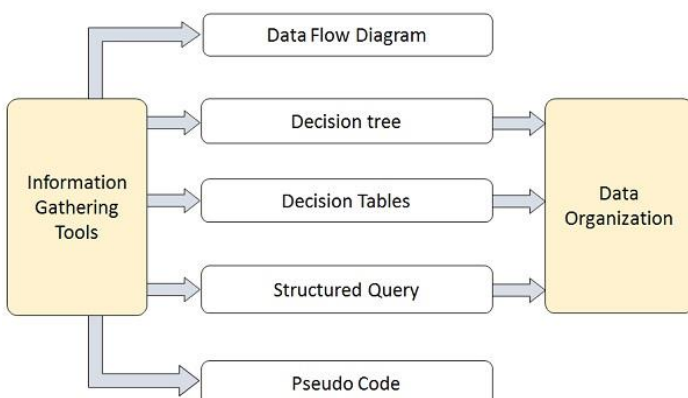 Data Flow Diagram
Decision tree
Information
Gathering
Tools
Decision Tables
Data
Organization
Structured Query
Pseudo Code